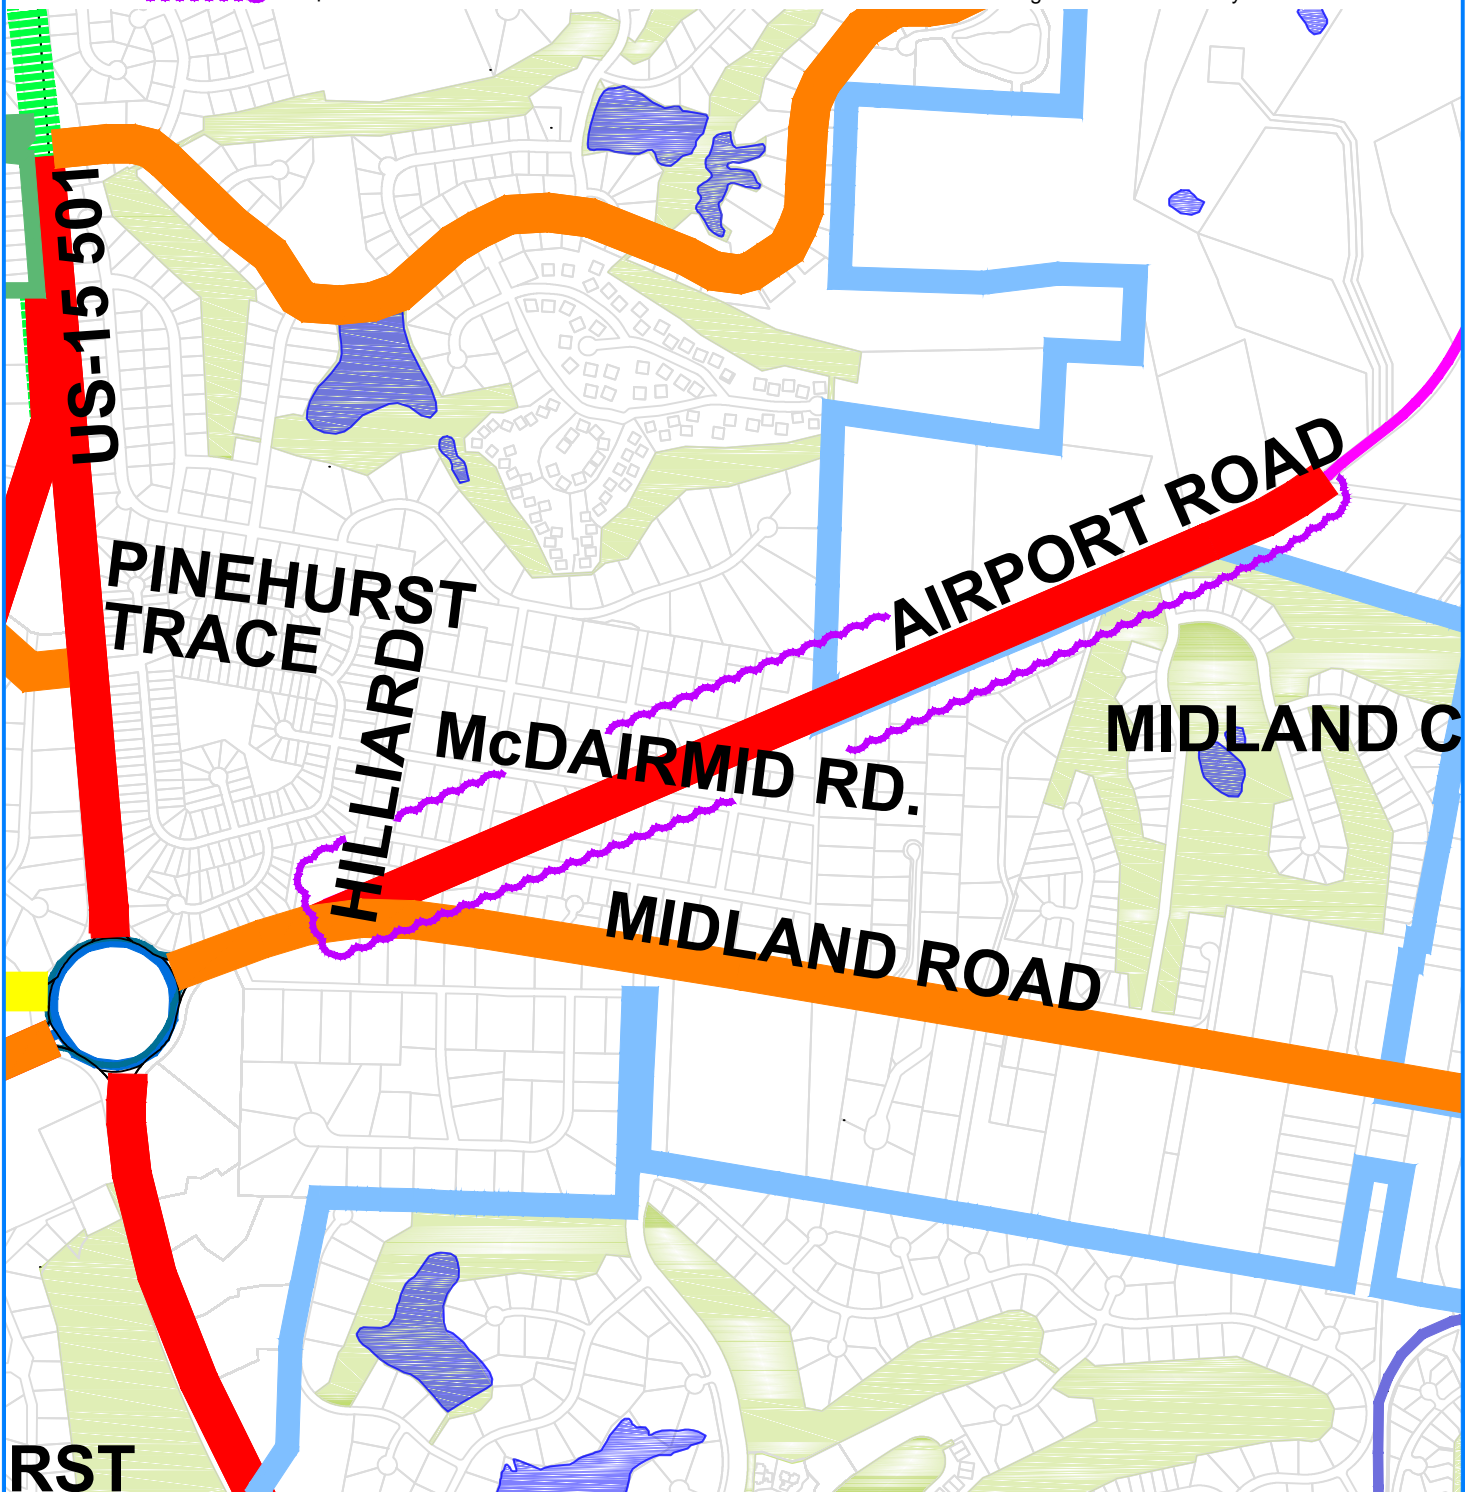 US-15 501
AIRPORT ROAD
PINEHURST
TRACE
HILLIARD
McDAIRMID RD.
MIDLAND C
MIDLAND ROAD
RST